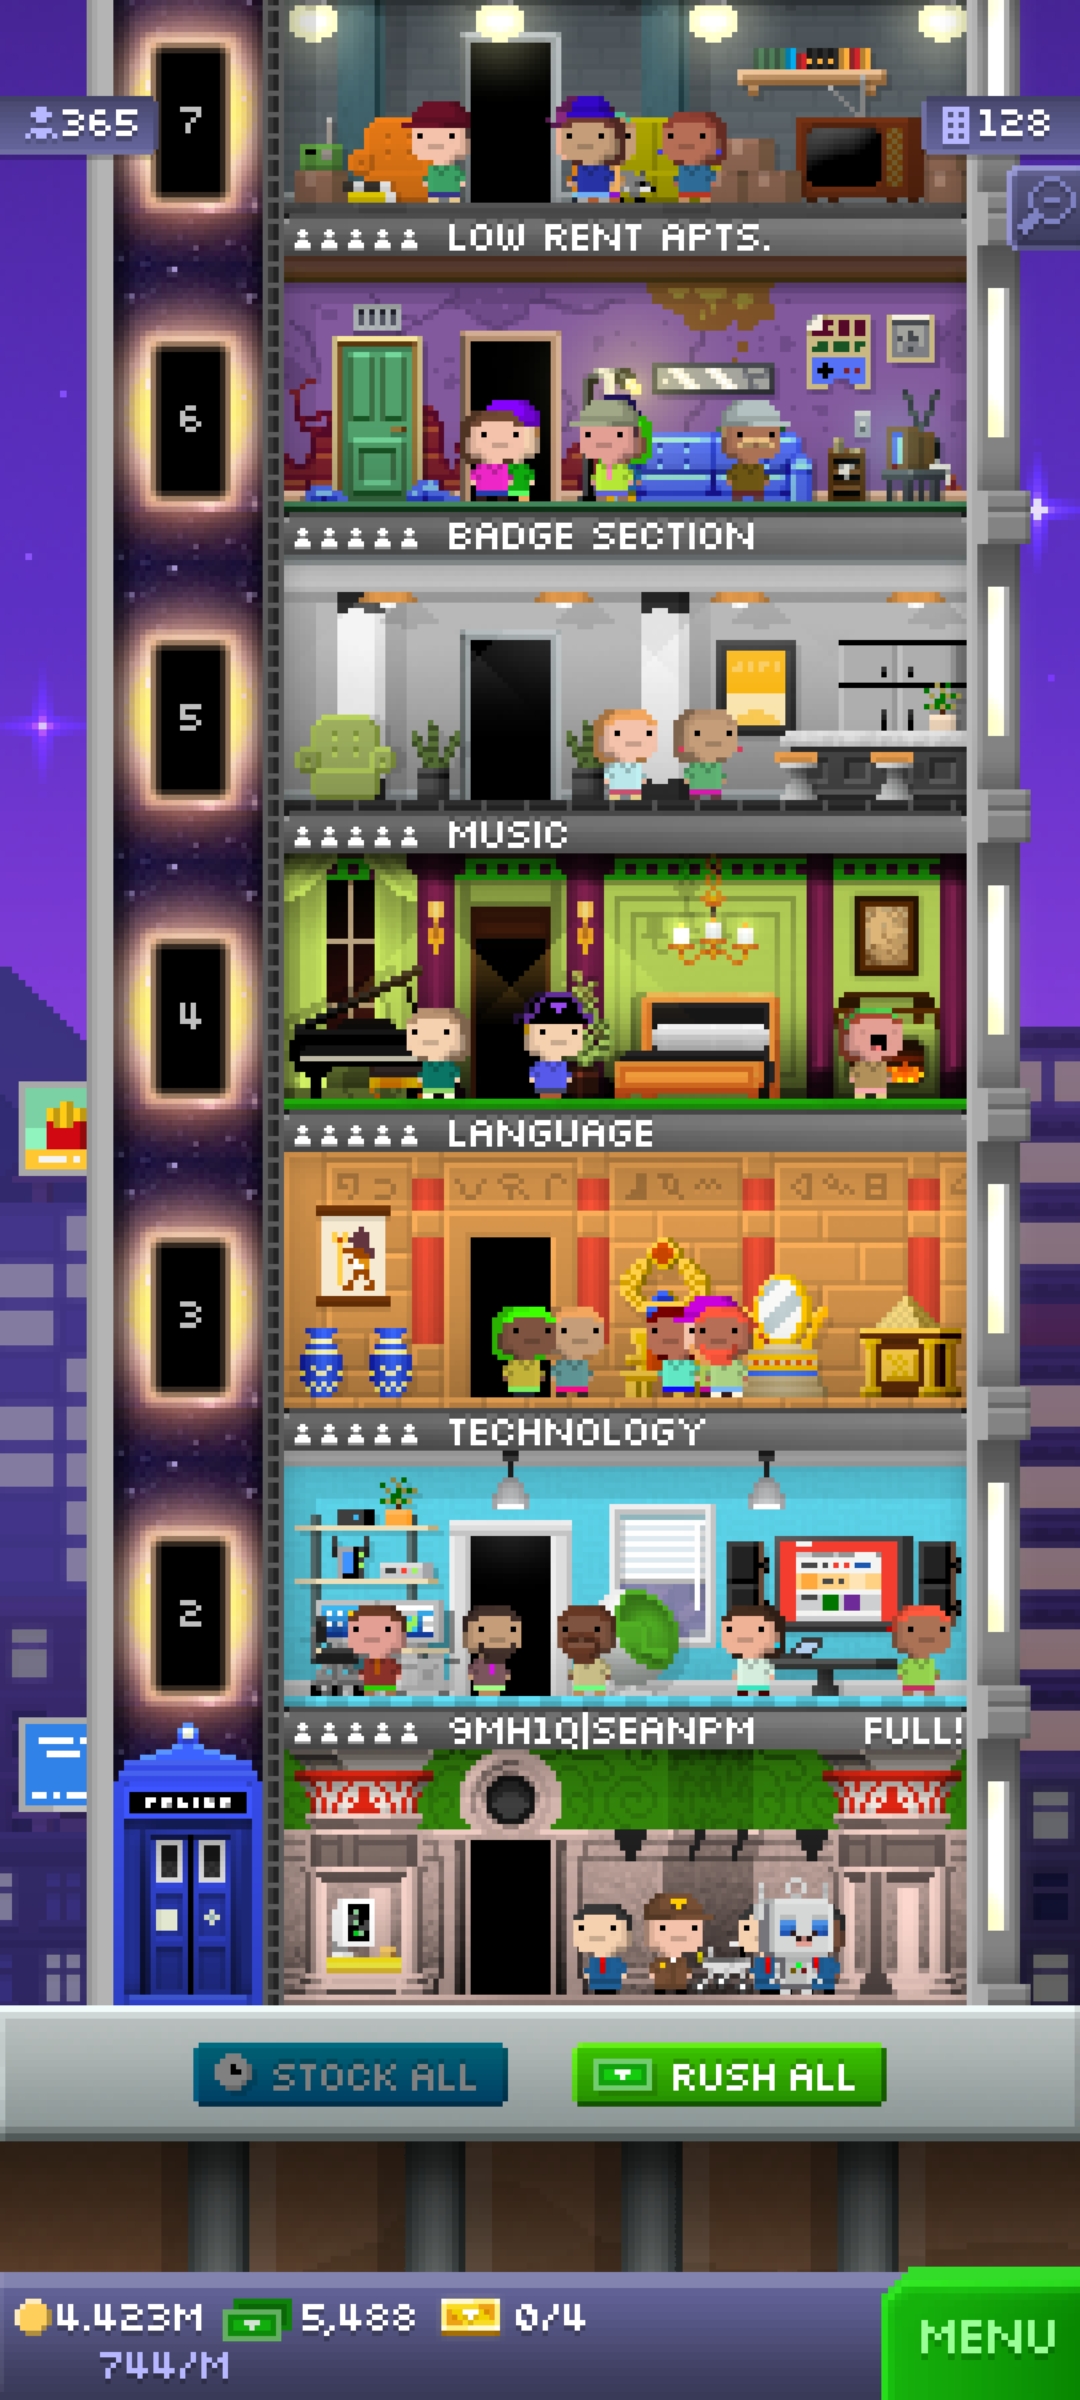 7
365
128
LOW RENT APTS.
6
BADGE SECTION
5
MUSIC
4
LANGUAGE
3
TECHNOLOGY
2
9MH1Q|SEANPM FULL!
POLICE
STOCK ALL
RUSH ALL
4.423M 5,488 0/4
744/M
MENU